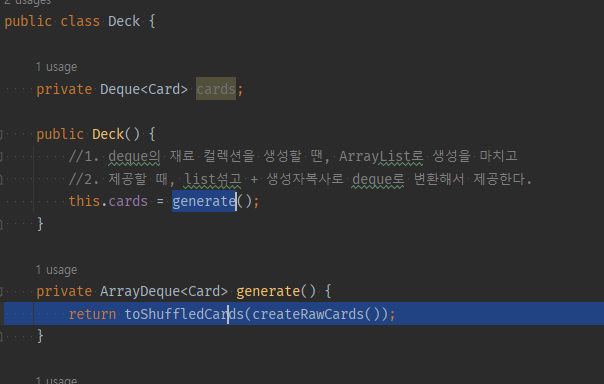 2 usages
public class Deck {
1 usage
private Deque<Card> cards;
public Deck() {
//1. deque의 재료 컬렉션을 생성할 땐, ArrayList로 생성을 마치고
//2. 제공할 때, list섞고 + 생성자복사로 deque로 변환해서 제공한다.
this.cards = generate();
}
1 usage
private ArrayDeque<Card> generate() {
return toShuffledCards(createRawCards());
}
1 usage